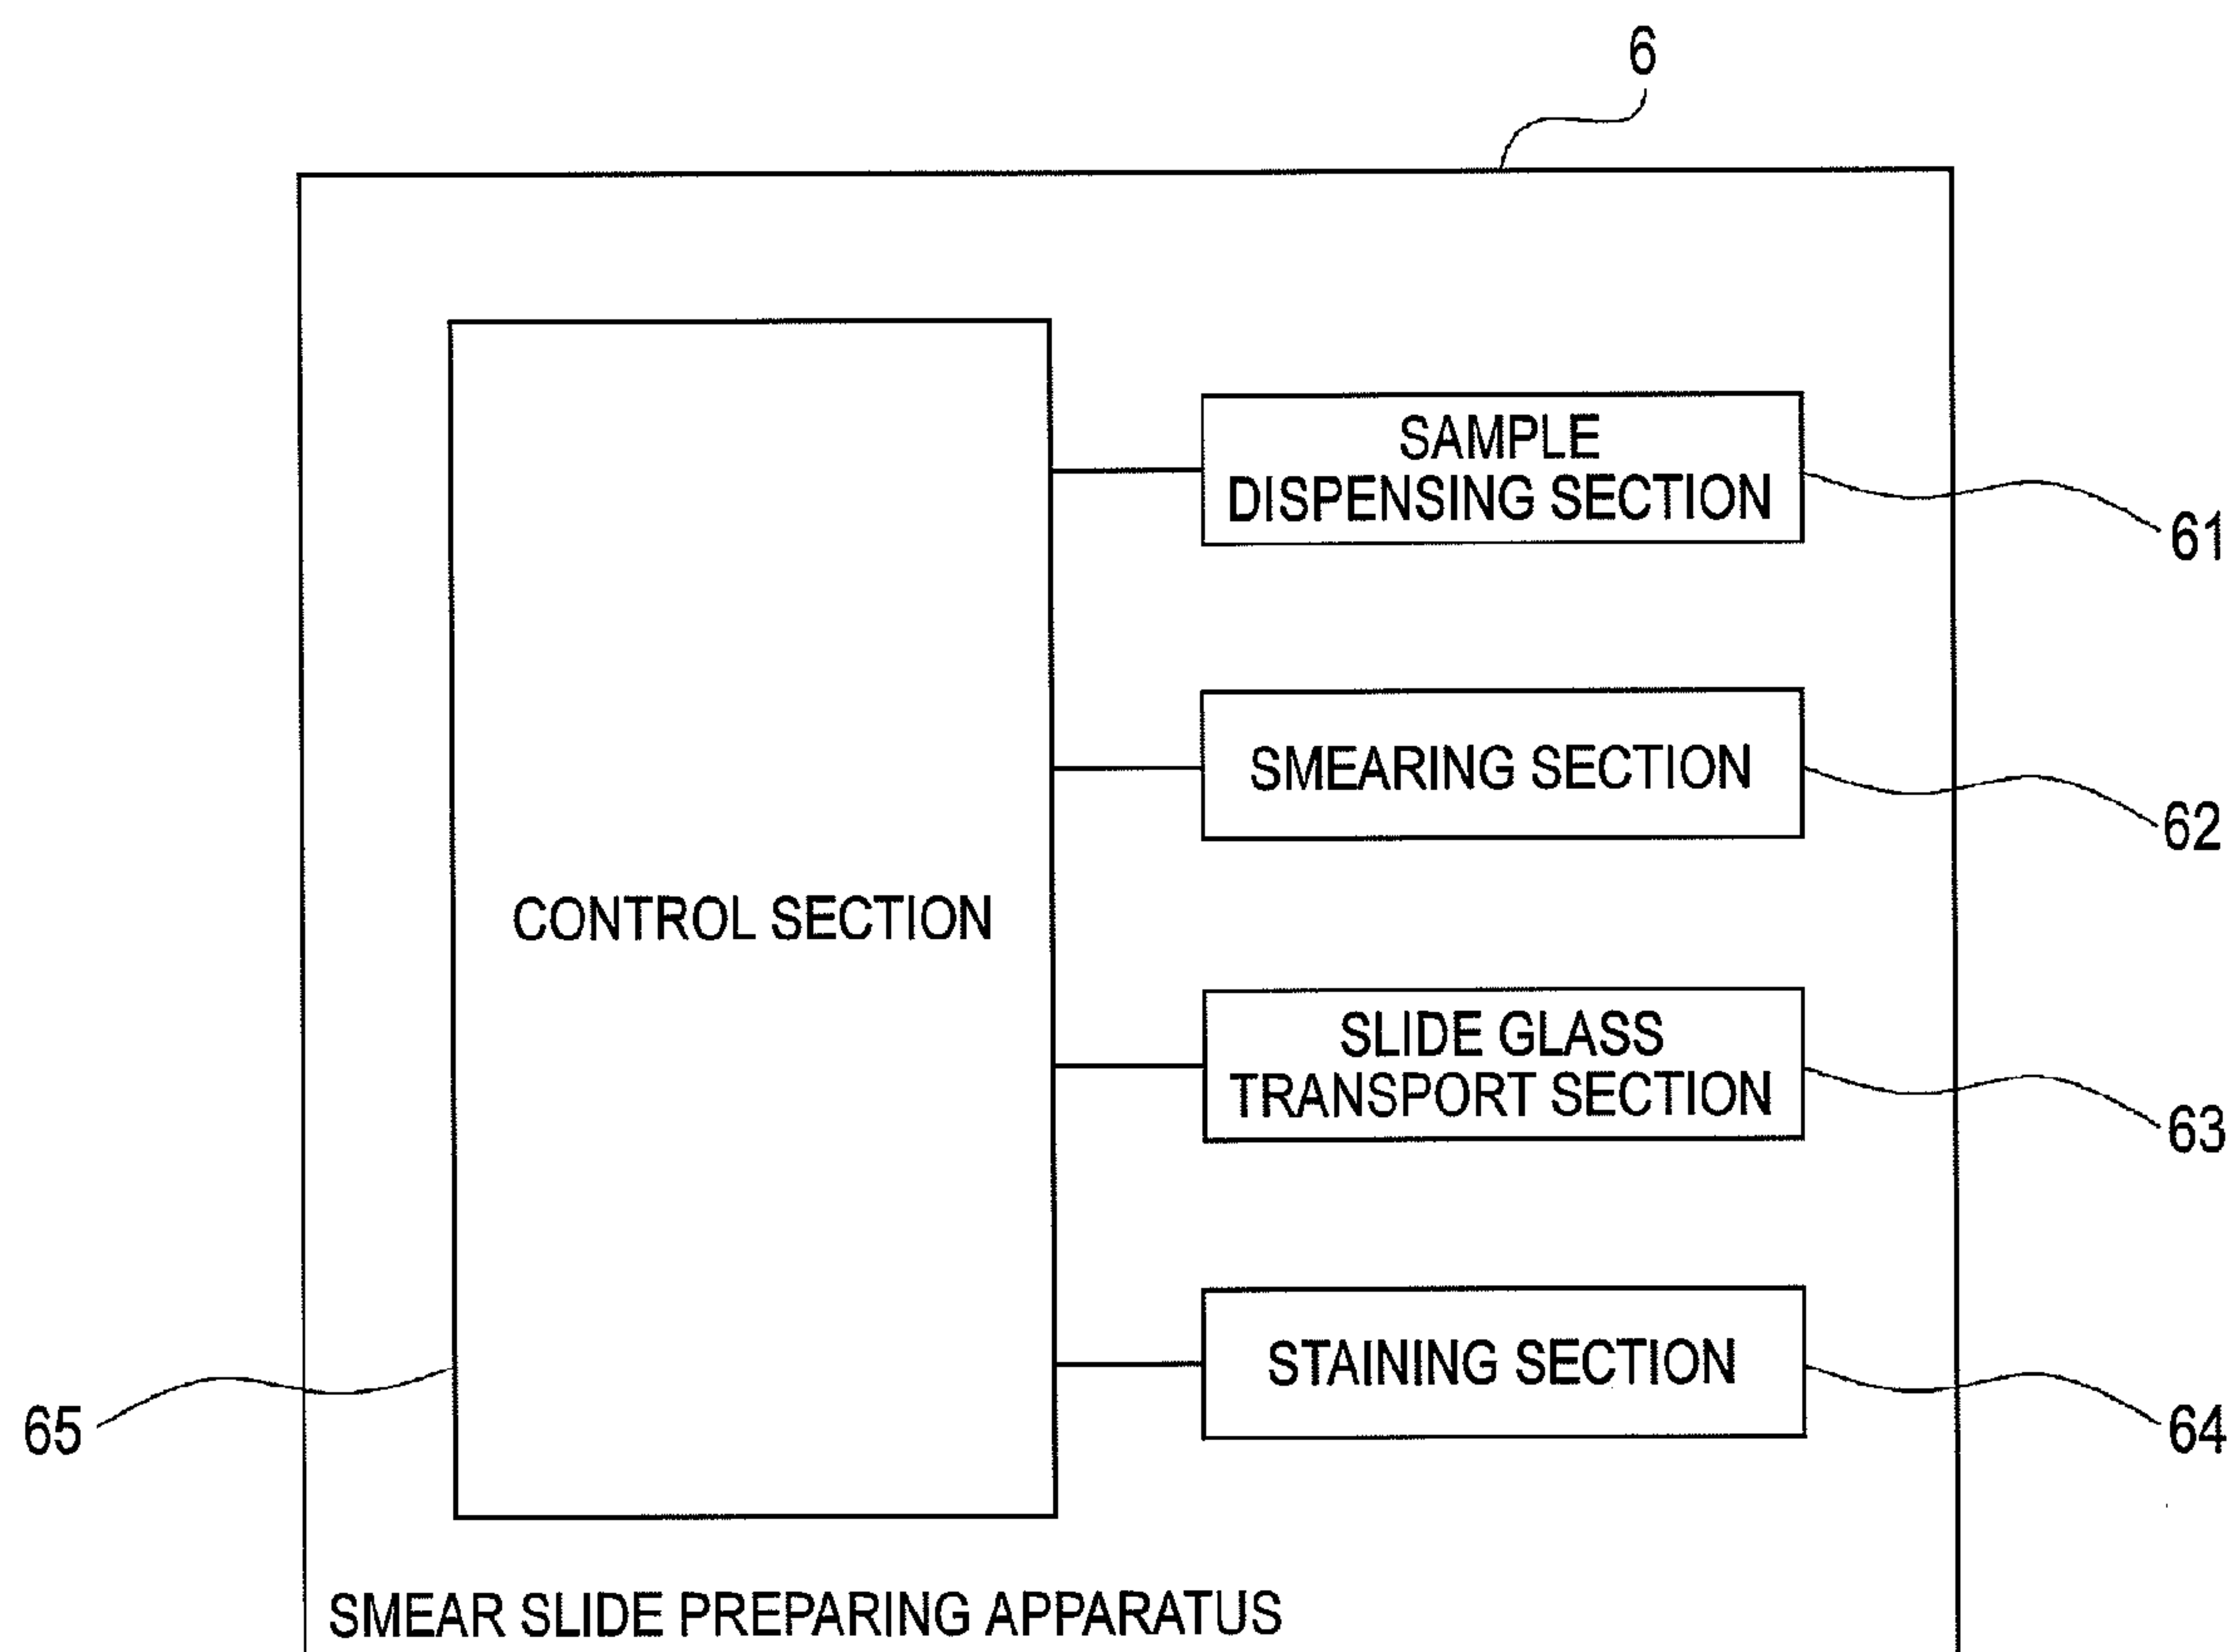 6
SAMPLE
DISPENSING SECTION
61
SMEARING SECTION
62
CONTROL SECTION
SLIDE GLASS
TRANSPORT SECTION
63
STAINING SECTION
65
64
SMEAR SLIDE PREPARING APPARATUS